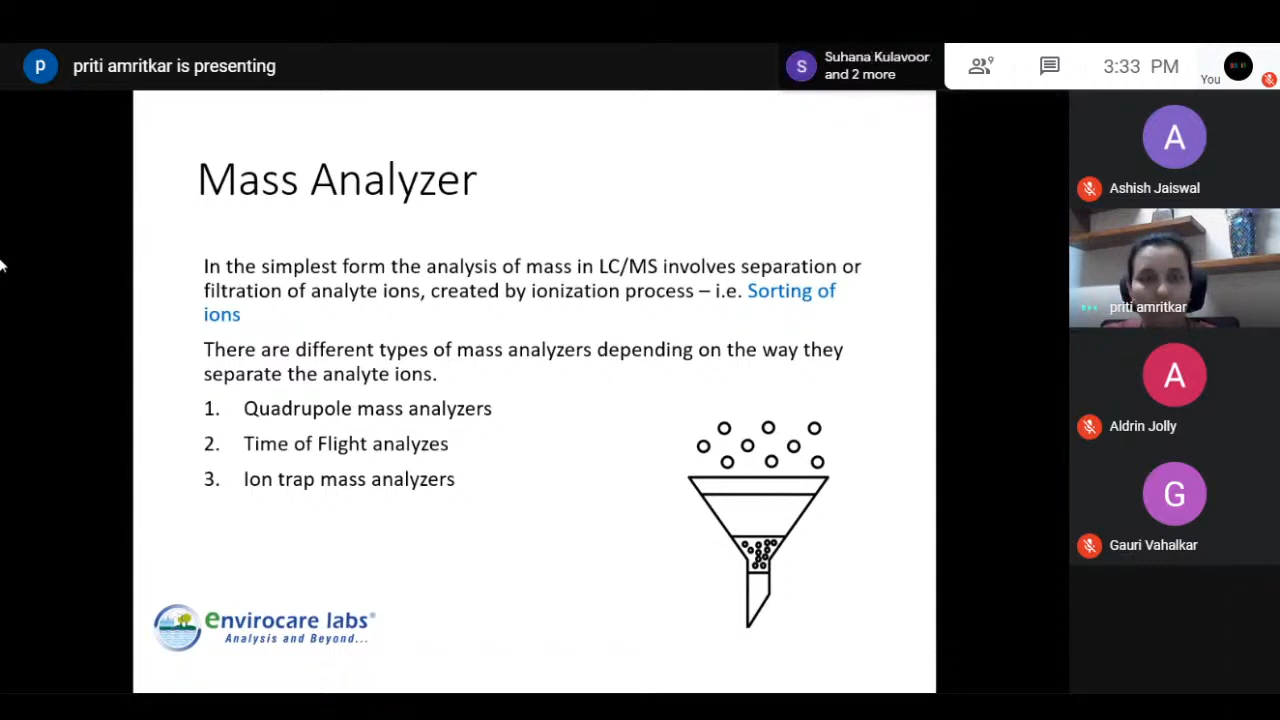 p
priti amritkar is presenting
S
Suhana Kulavoor
and 2 more
9
3:33 PM
You
Mass Analyzer
In the simplest form the analysis of mass in LC/MS involves separation or
filtration of analyte ions, created by ionization process – i.e. Sorting of
ions
There are different types of mass analyzers depending on the way they
separate the analyte ions.
1. Quadrupole mass analyzers
2. Time of Flight analyzes
3. Ion trap mass analyzers
envirocare labs®
Analysis and Beyond...
A
Ashish Jaiswal
priti amritkar
A
Aldrin Jolly
G
Gauri Vahalkar